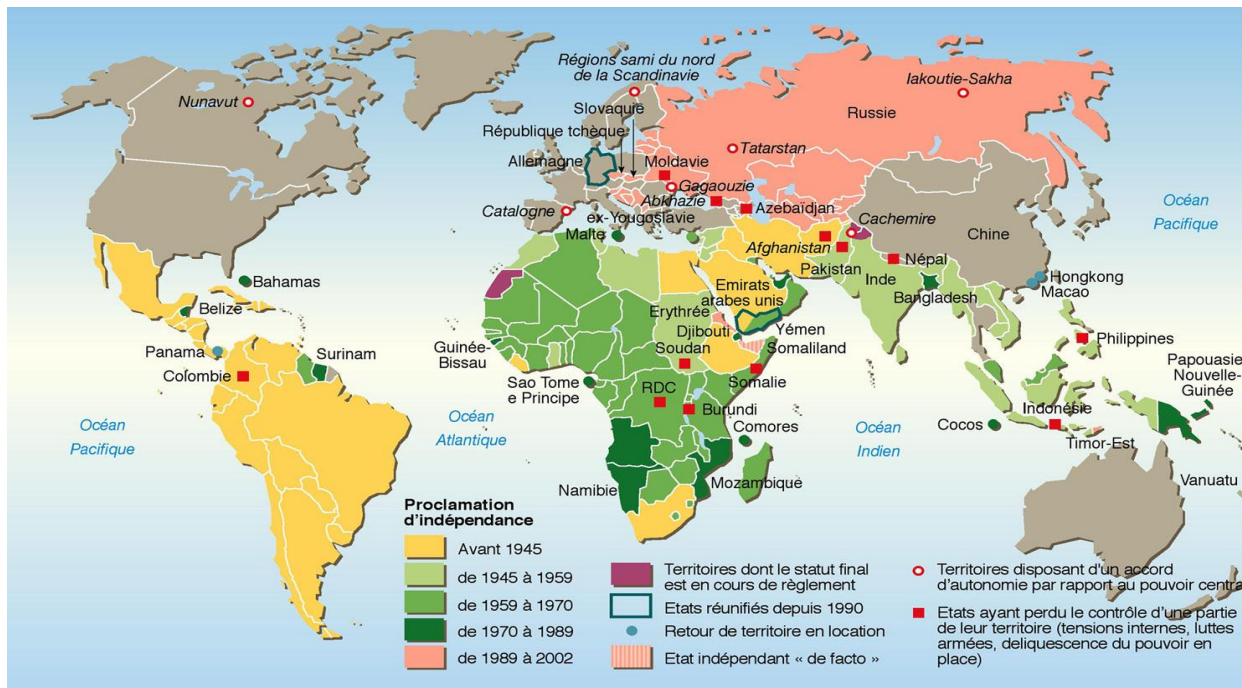 Régions sami du nord
de la Scandinavie
Iakoutie-Sakha
Nunavut
Slovaquie
Russie
République tchèque
Tatarstan
Allemagne
Moldavie
Gagaouzie
Abkhazie
Catalogne
ex-Yougoslavie
Azebaïdjan
Cachemire
Océan
Pacifique
Malte
Chine
Afghanistan
Népal
Pakistan
Inde
Hongkong
Macao
Bahamas
Emirats
arabes unis
Bangladesh
Belize
Erythrée
Djibouti
Yémen
Philippines
Panama
Surinam
Guinée-
Bissau
Soudan
Somaliland
Papouasie
Nouvelle-
Guinée
Colombie
Sao Tome
e Principe
RDC
Somalie
Burundi
Indonésie
Océan
Pacifique
Océan
Atlantique
Comores
Océan
Indien
Cocos
Timor-Est
Namibie
Mozambique
Vanuatu
Proclamation
d'indépendance
Avant 1945
de 1945 à 1959
de 1959 à 1970
de 1970 à 1989
de 1989 à 2002
Territoires dont le statut final
est en cours de règlement
Etats réunifiés depuis 1990
Retour de territoire en location
Etat indépendant « de facto »
Territoires disposant d'un accord
d'autonomie par rapport au pouvoir centra
Etats ayant perdu le contrôle d'une partie
de leur territoire (tensions internes, luttes
armées, deliquescence du pouvoir en
place)